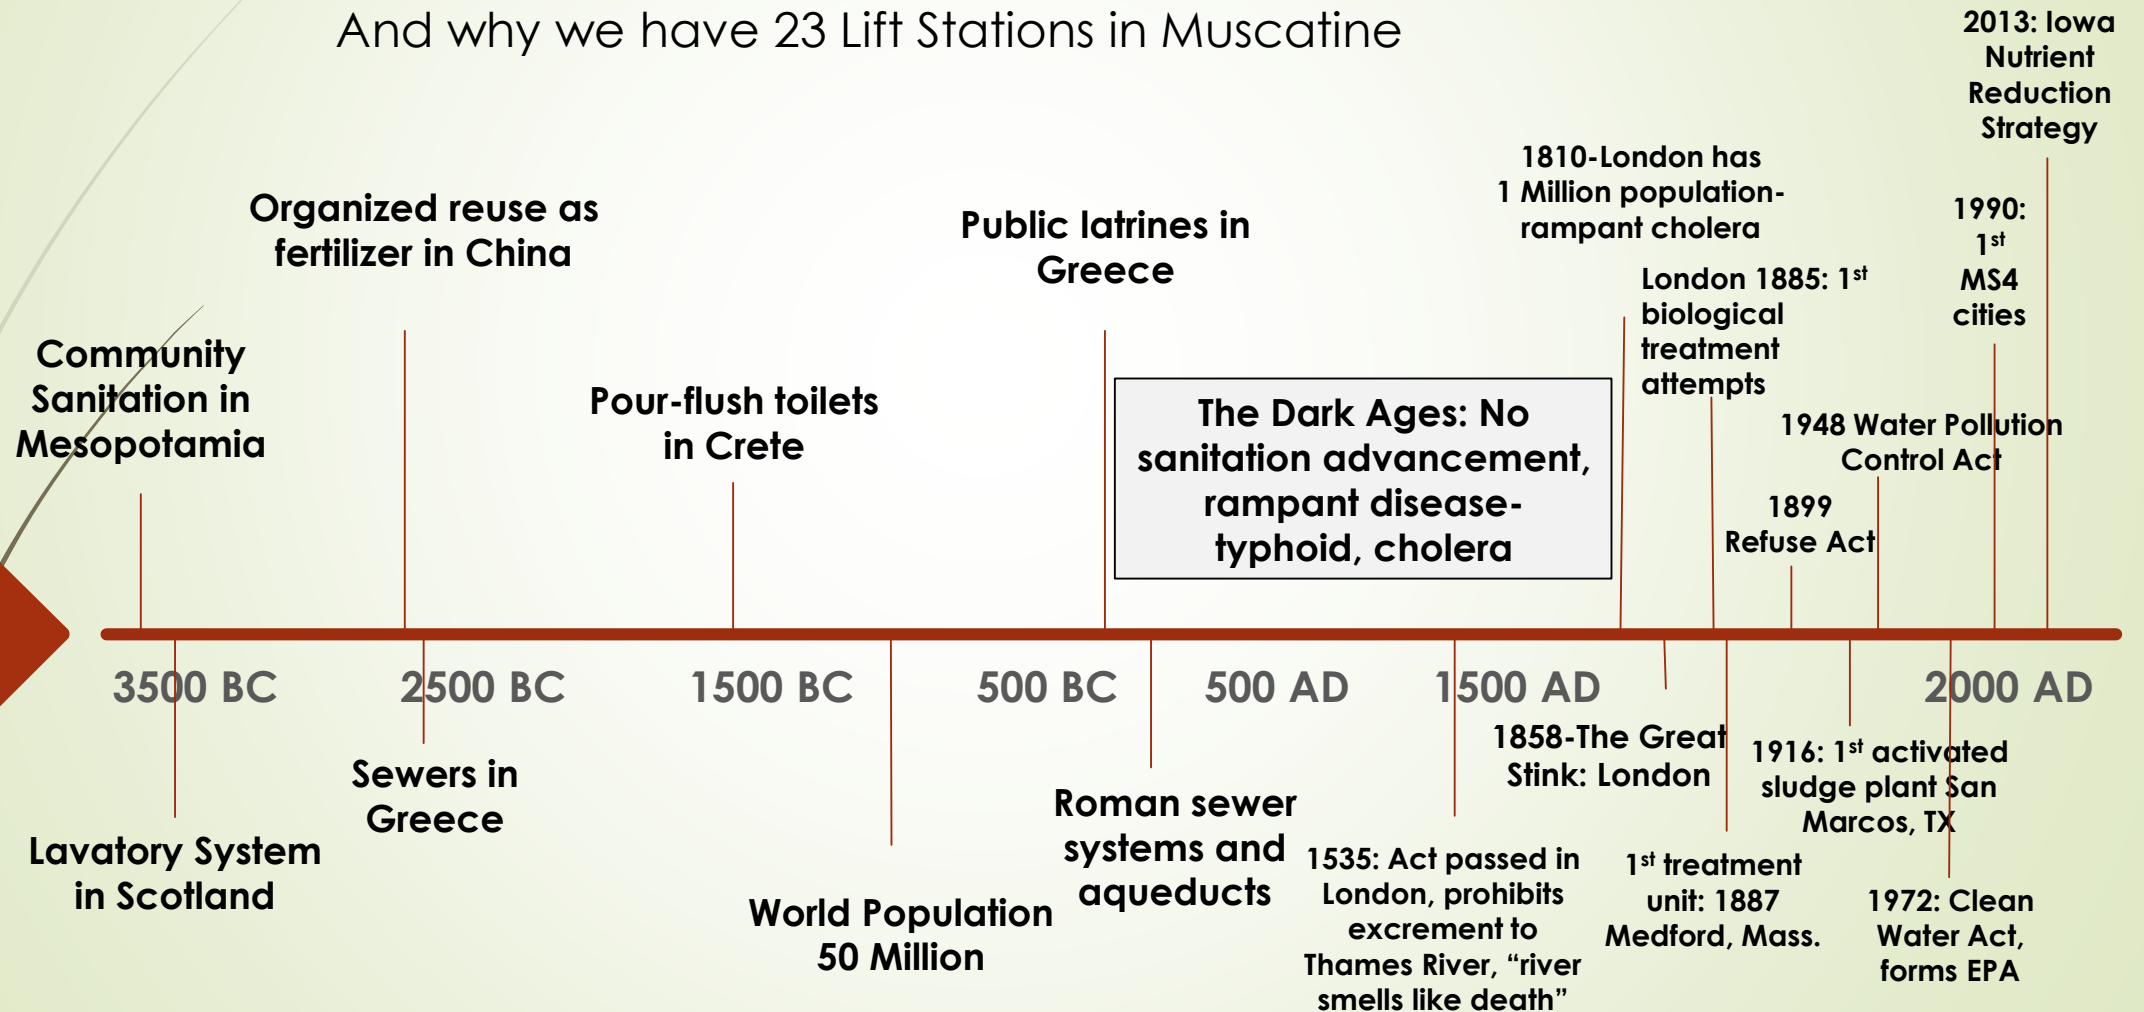 And why we have 23 Lift Stations in Muscatine
2013: Iowa
Nutrient
Reduction
Strategy
1810-London has
1 Million population-
rampant cholera
Organized reuse as
fertilizer in China
Public latrines in
Greece
1990:
1st
MS4
cities
London 1885: 1st
biological
treatment
attempts
Community
Sanitation in
Mesopotamia
Pour-flush toilets
in Crete
The Dark Ages: No
sanitation advancement,
rampant disease-
typhoid, cholera
1948 Water Pollution
Control Act
1899
Refuse Act
3500 BC
2500 BC
1500 BC
500 BC
500 AD
1500 AD
2000 AD
Sewers in
Greece
1858-The Great
Stink: London
1916: 1st activated
sludge plant San
Marcos, TX
Lavatory System
in Scotland
Roman sewer
systems and
aqueducts
World Population
50 Million
1535: Act passed in
London, prohibits
excrement to
Thames River, “river
smells like death”
1st treatment
unit: 1887
Medford, Mass.
1972: Clean
Water Act,
forms EPA